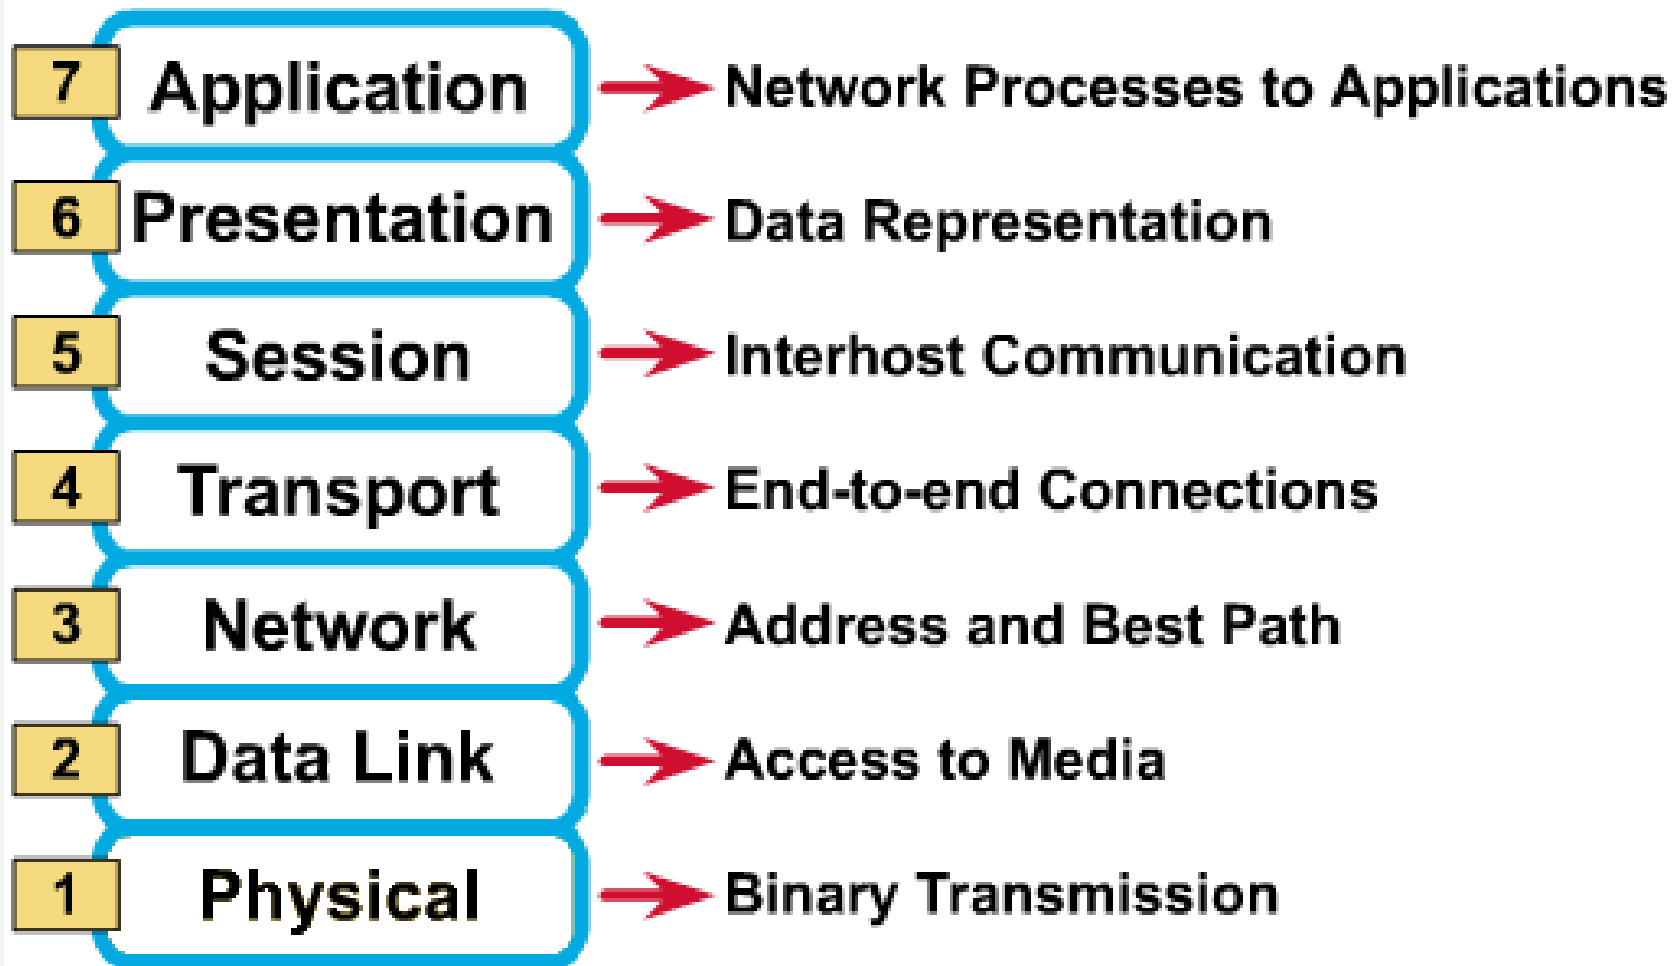 7 Application Network Processes to Applications
6 Presentation Data Representation
5 Session Interhost Communication
4 Transport End-to-end Connections
3 Network Address and Best Path
2 Data Link Access to Media
1 Physical Binary Transmission